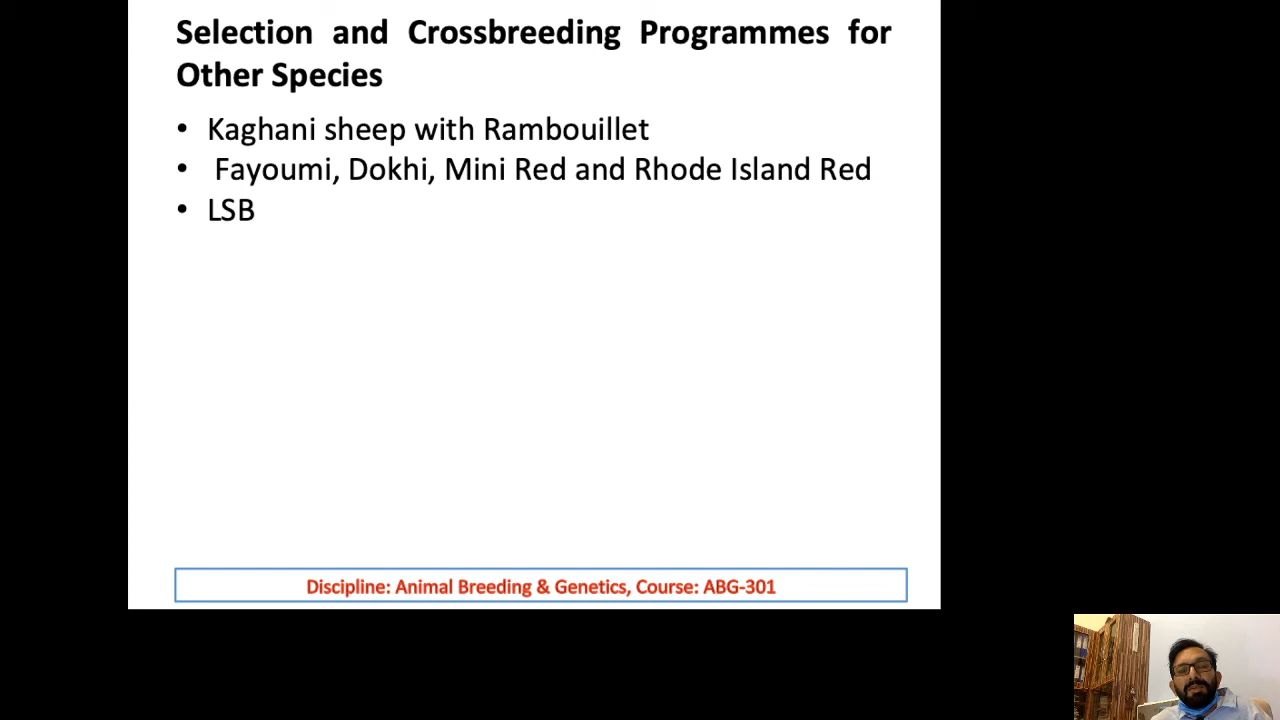 Selection and Crossbreeding Programmes for
Other Species
• Kaghani sheep with Rambouillet
• Fayoumi, Dokhi, Mini Red and Rhode Island Red
• LSB
Discipline: Animal Breeding & Genetics, Course: ABG-301